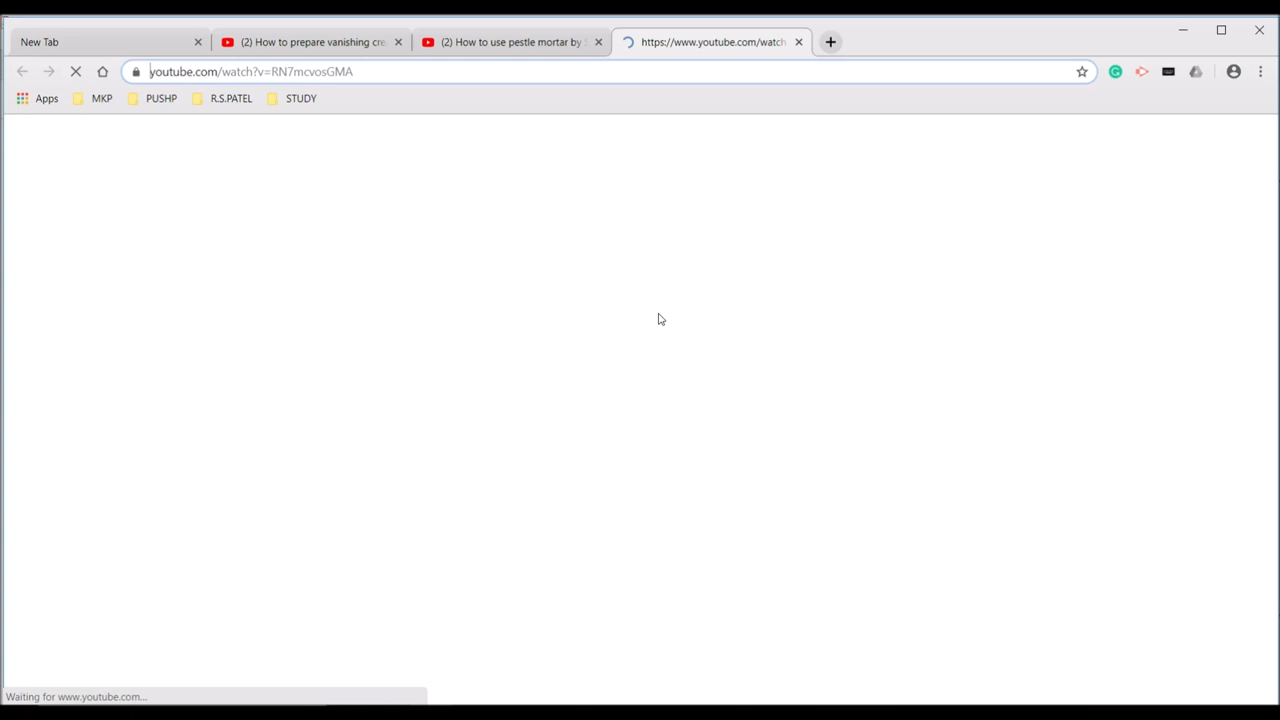 New Tab
(2) How to prepare vanishing cre
(2) How to use pestle mortar by
https://www.youtube.com/watch
youtube.com/watch?v=RN7mcvosGMA
Apps MKP PUSHP R.S.PATEL STUDY
Waiting for www.youtube.com...